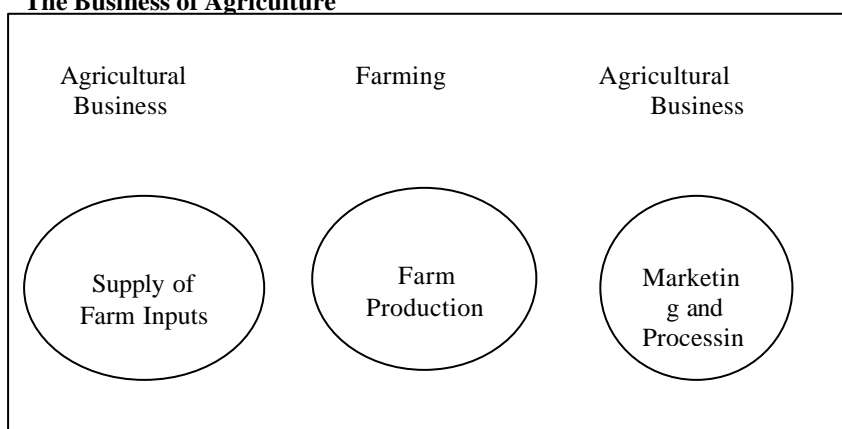 The Business of Agriculture
Agricultural
Business
Farming
Agricultural
Business
Supply of
Farm Inputs
Farm
Production
Marketin
g and
Processin